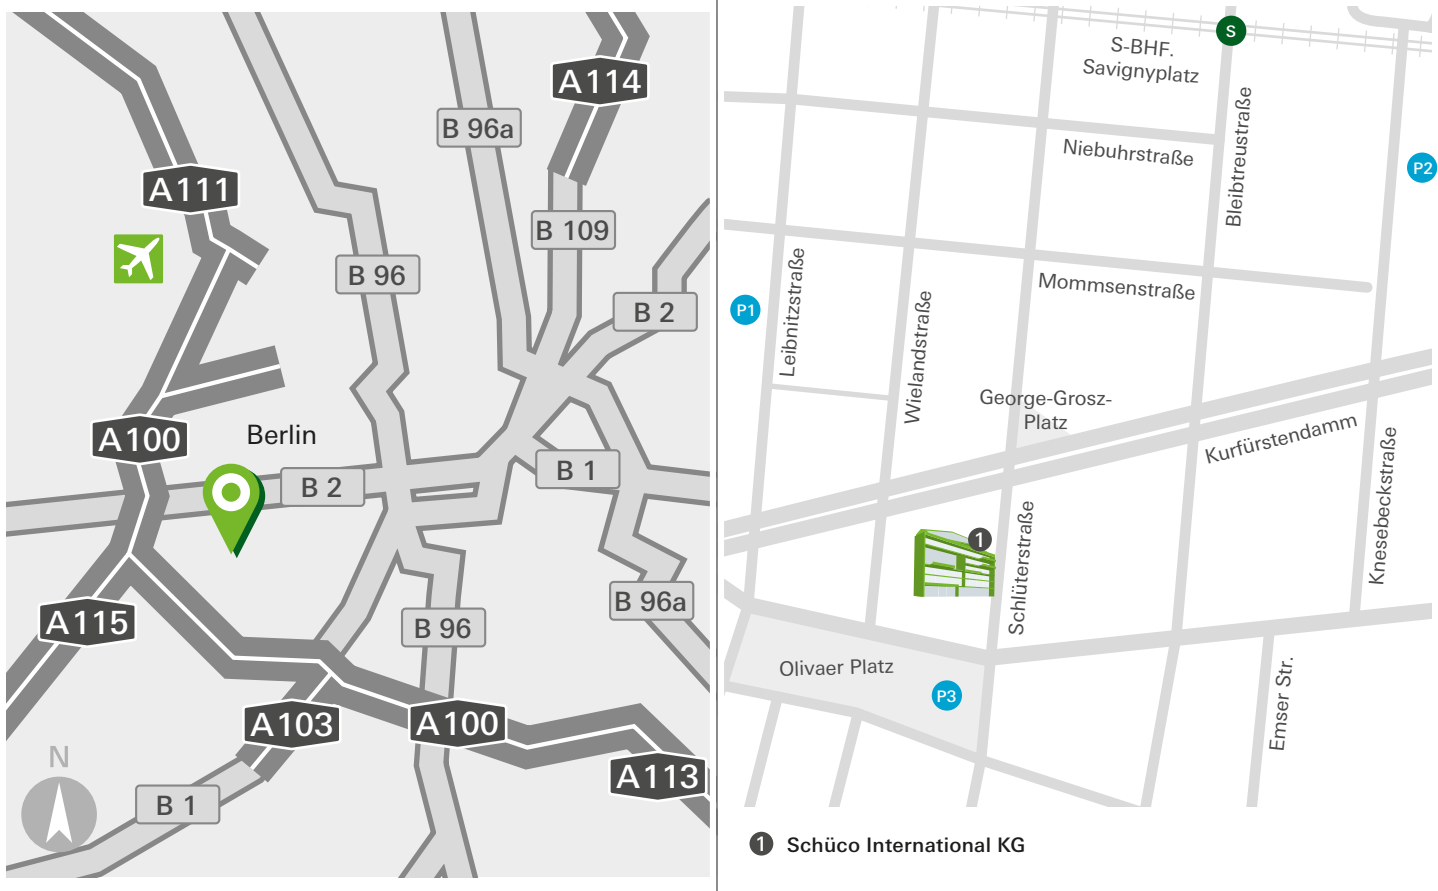 A114
B 96a
A111
B 109
B 96
B 2
A100
Berlin
B 2
B 1
A115
B 96a
B 96
A103
A100
A113
N
B 1
S
S-BHF.
Savignyplatz
Bleibtreustraße
Niebuhrstraße
P2
Leibnitzstraße
Mommsenstraße
P1
Wielandstraße
George-Grosz-
Platz
Kurfürstendamm
Knesebeckstraße
Schlüterstraße
1
Olivaer Platz
P3
Emser Str.
1 Schüco International KG